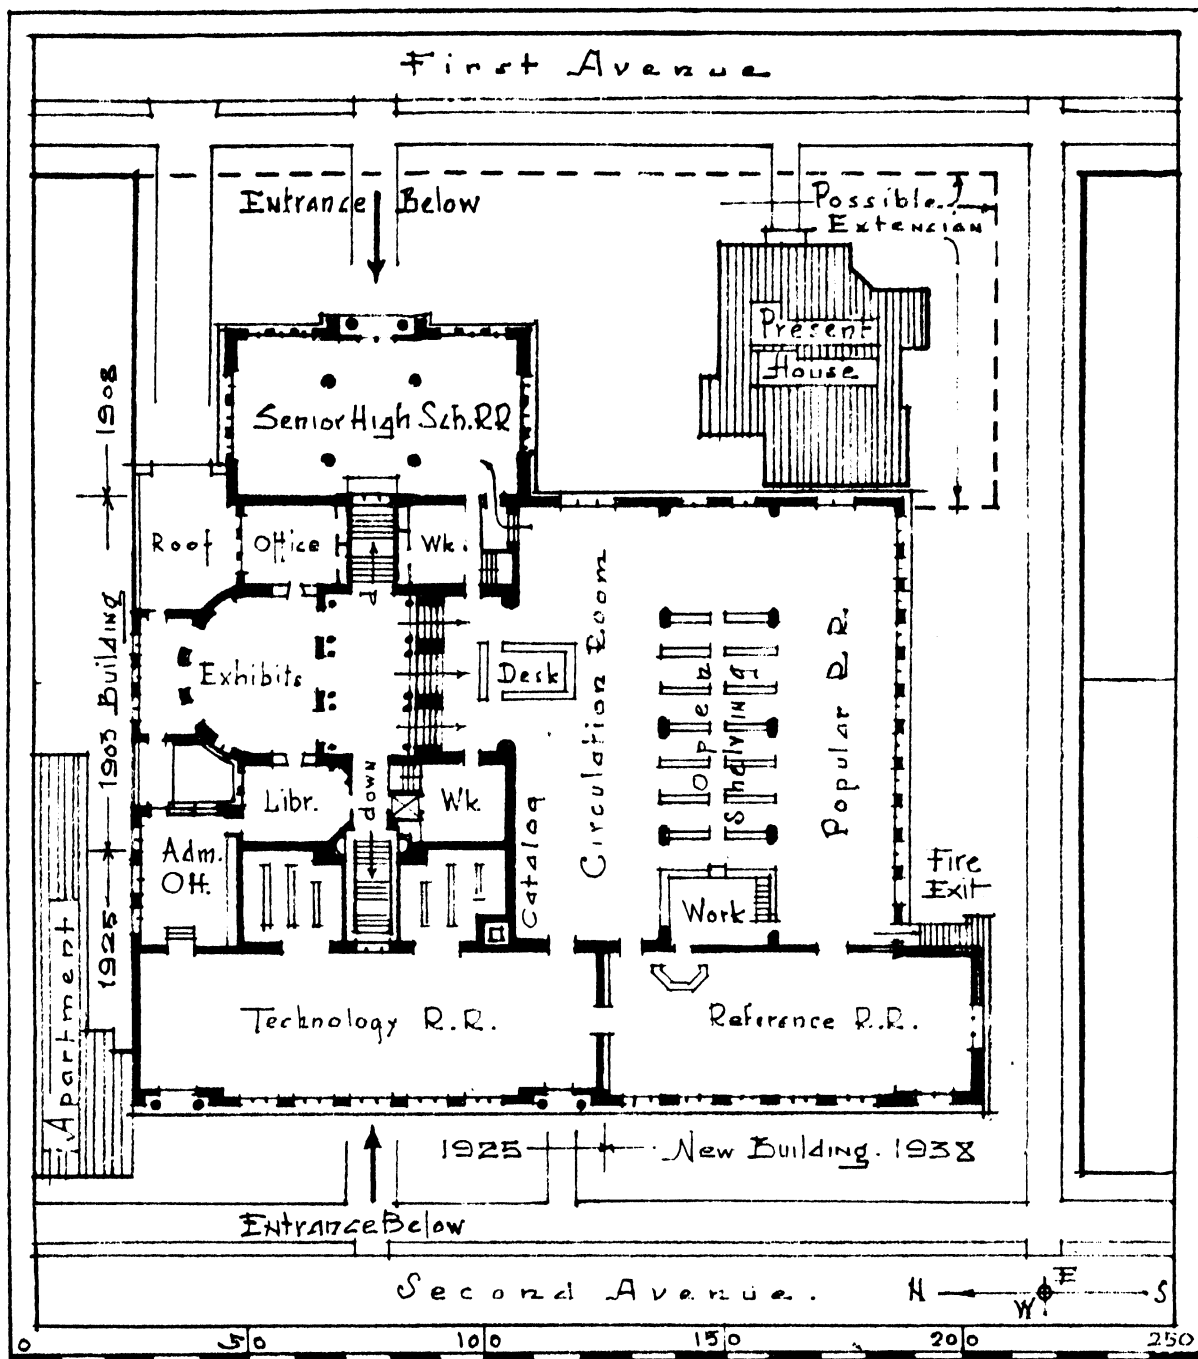 First Avenue
Entrance Below
Possible
Extencian
Present
House
1908
Senior High Sch. RR
Roof
Office
d
Wk.
1903 Building
Exhibits
Desk
Circulation Room
Open
Shelving
Popular R.R.
Libr.
down
Wk.
Catalog
Adm.
Off.
Work
Fire
Exit
1925
Apartment
Technology R.R.
Reference R.R.
1925
New Building. 1938
Entrance Below
Second Avenue.
N
E
W
S
0 50 100 150 200 250